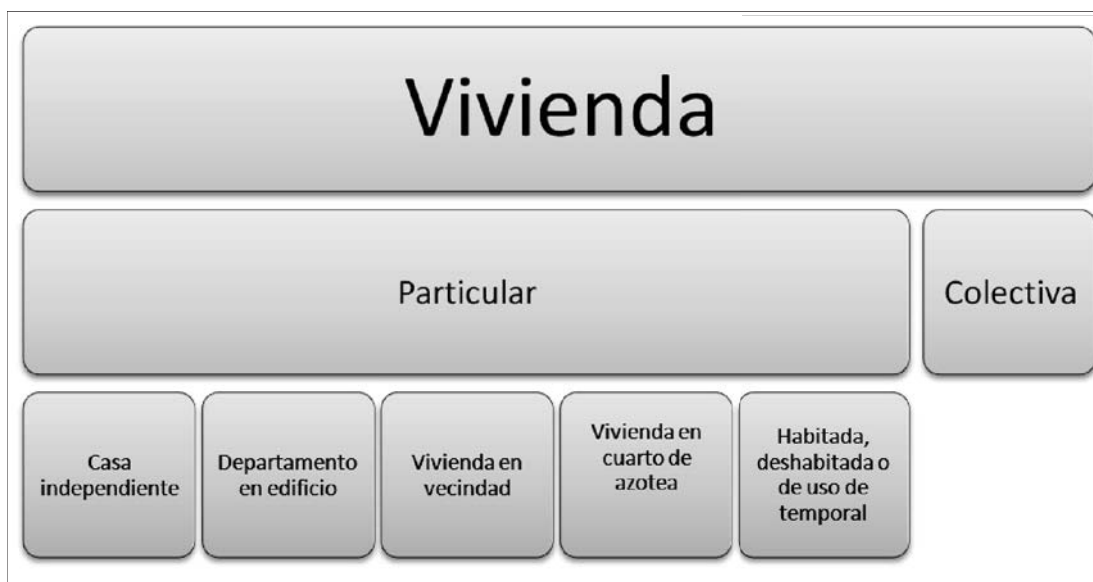 Vivienda
Particular
Colectiva
Casa
independiente
Departamento
en edificio
Vivienda en
vecindad
Vivienda en
cuarto de
azotea
Habitada,
deshabitada o
de uso de
temporal